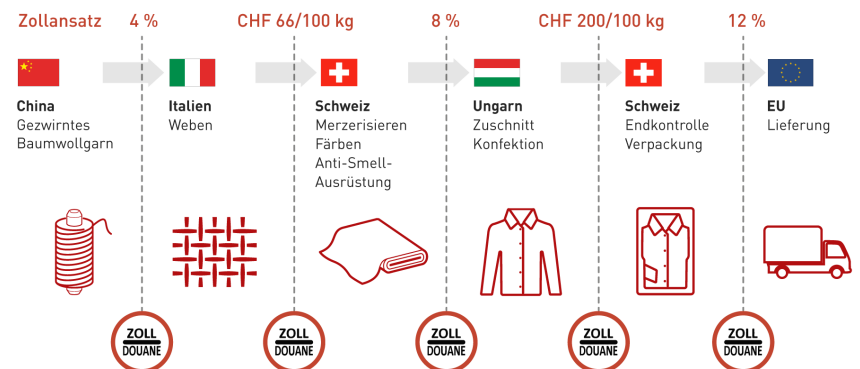 Zollansatz 4 % CHF 66/100 kg 8 % CHF 200/100 kg 12 %
China
Gezwirntes
Baumwollgarn
Italien
Weben
Schweiz
Merzerisieren
Färben
Anti-Smell-
Ausrüstung
Ungarn
Zuschnitt
Konfektion
Schweiz
Endkontrolle
Verpackung
EU
Lieferung
ZOLL
DOUANE
ZOLL
DOUANE
ZOLL
DOUANE
ZOLL
DOUANE
ZOLL
DOUANE